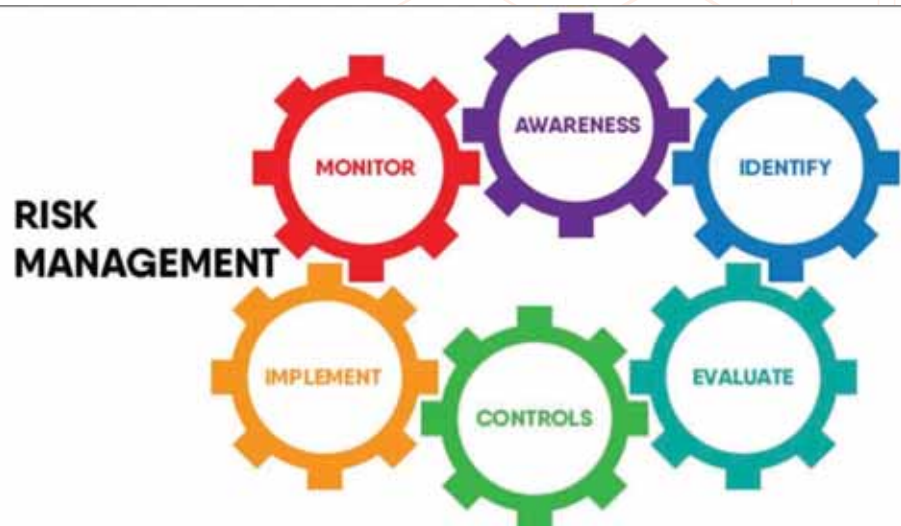 RISK
MANAGEMENT
MONITOR
AWARENESS
IDENTIFY
IMPLEMENT
CONTROLS
EVALUATE